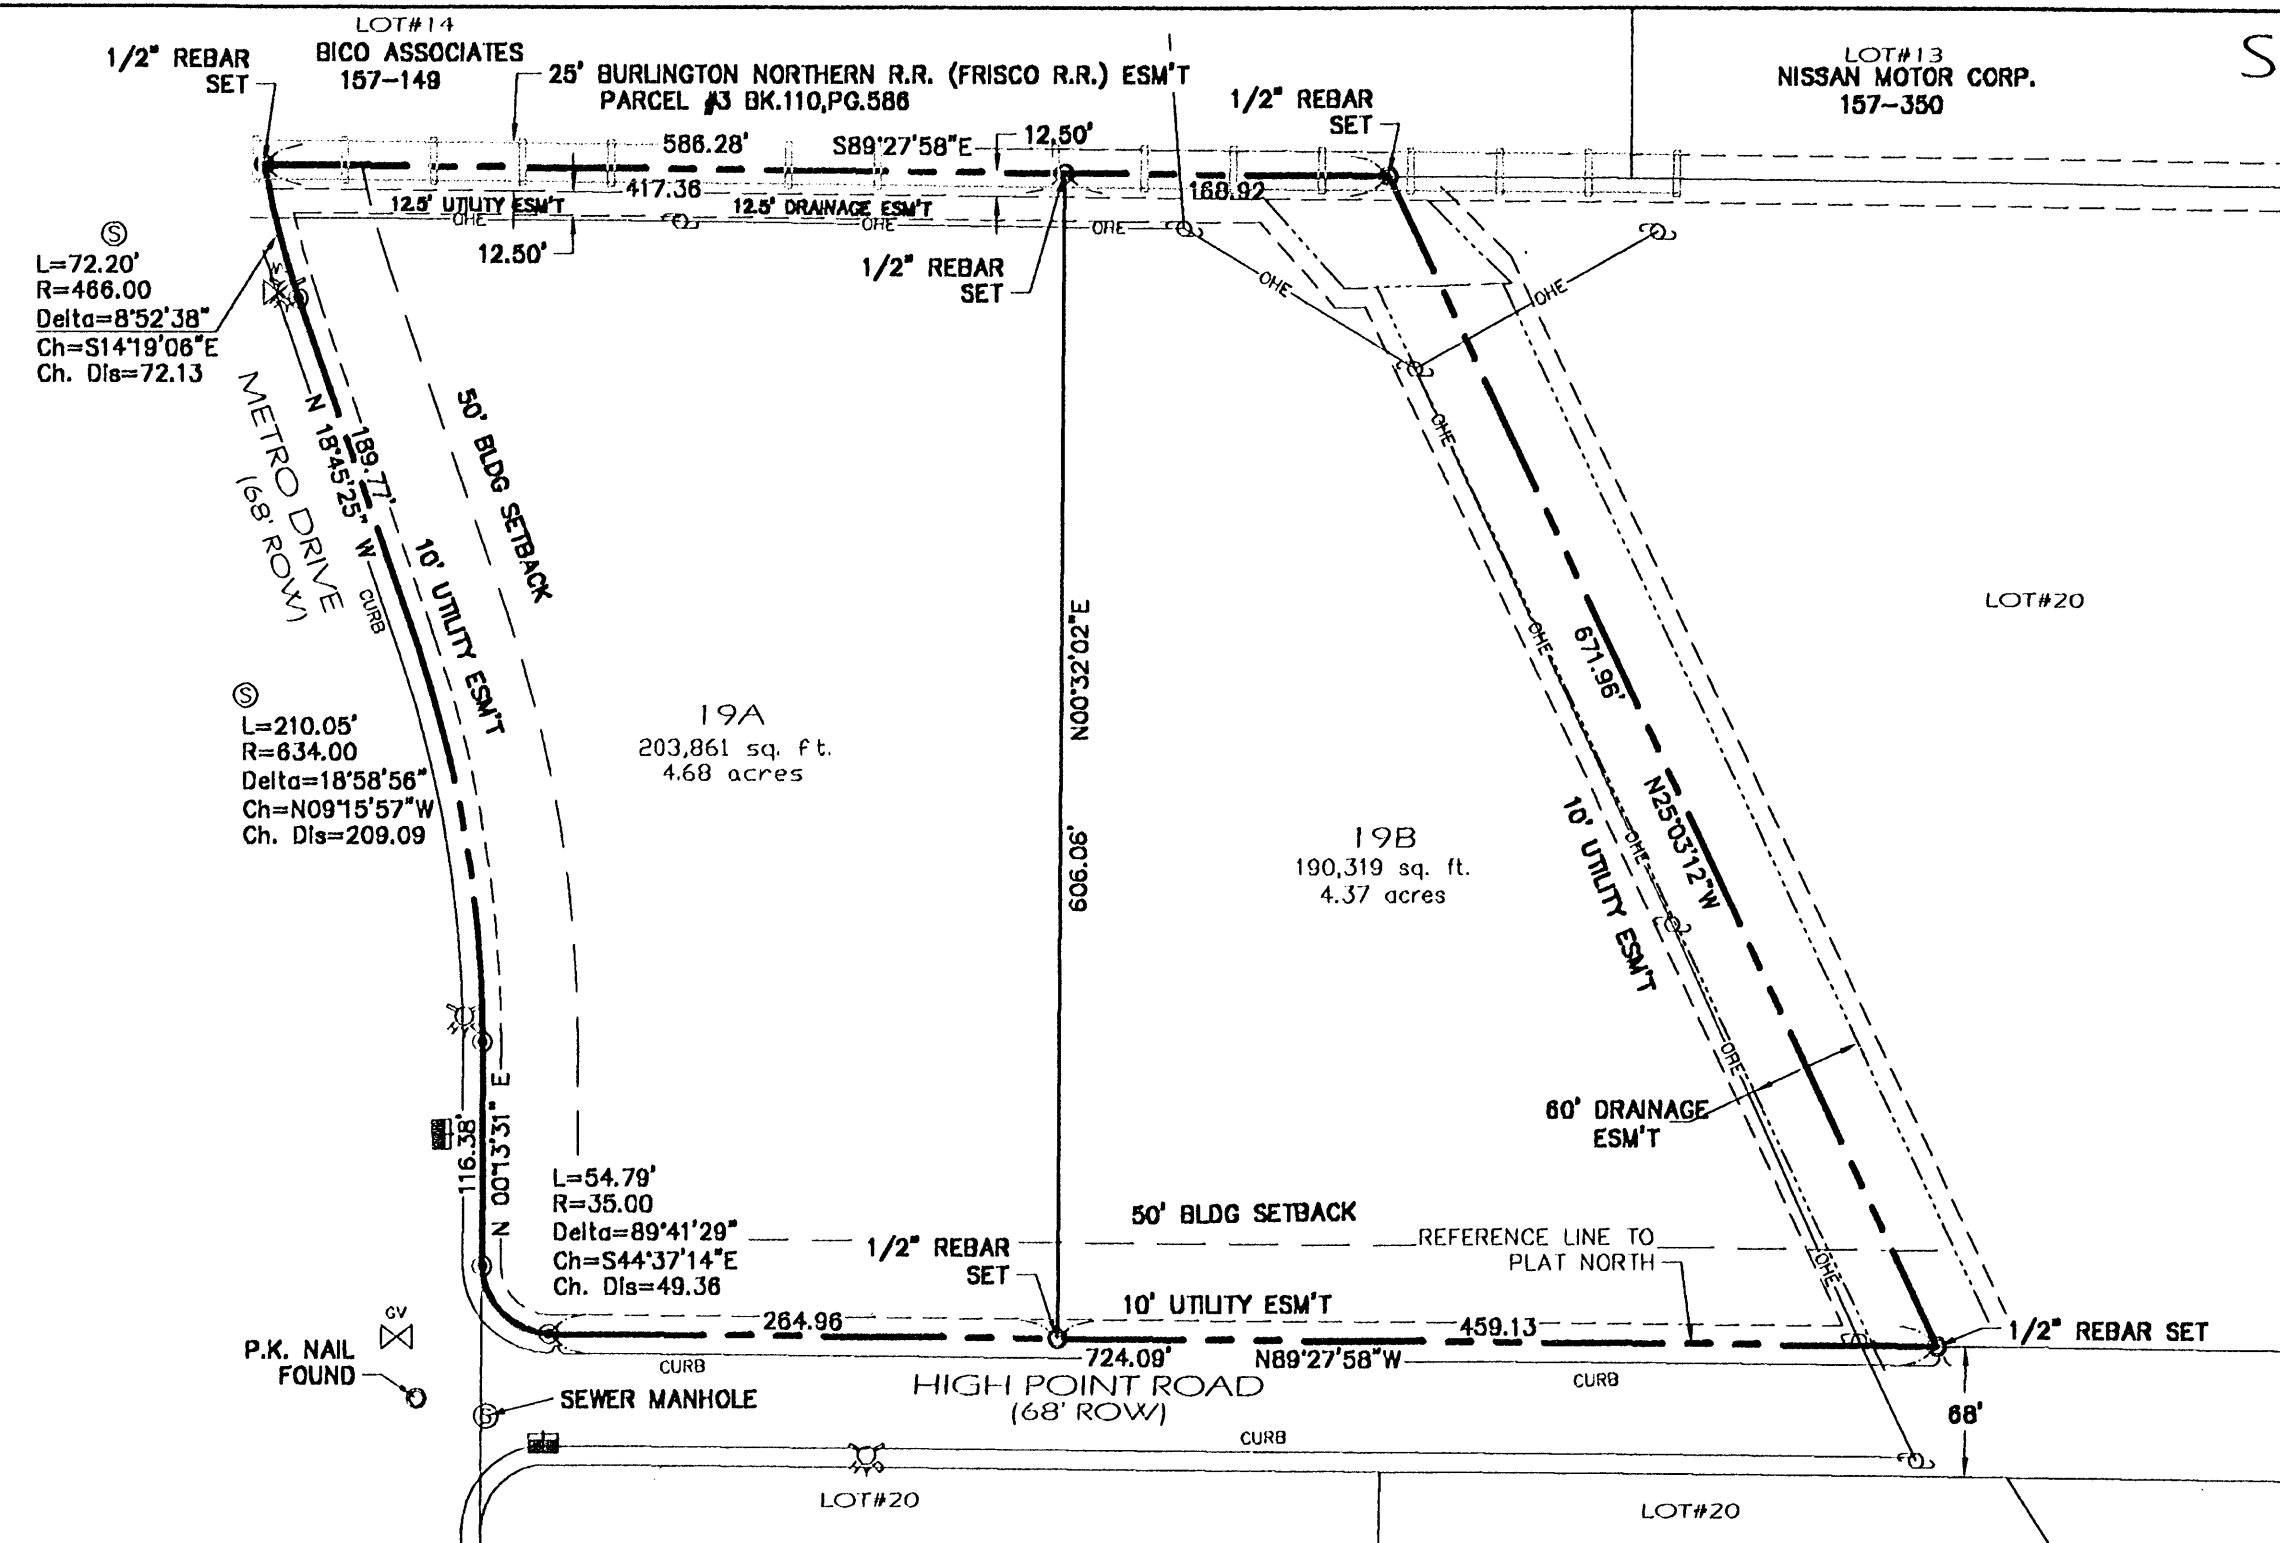 LOT#14
BICO ASSOCIATES
157-149
1/2" REBAR
SET
25' BURLINGTON NORTHERN R.R. (FRISCO R.R.) ESM'T
PARCEL #3 BK.110,PG.586
1/2" REBAR
SET
LOT#13
NISSAN MOTOR CORP.
157-350
S
586.28'
S89°27'58"E
12.50'
417.36
168.92
12.5' UTILITY ESM'T
12.5' DRAINAGE ESM'T
OHE
OHE
OHE
12.50'
1/2" REBAR
SET
OHE
OHE
S
L=72.20'
R=466.00
Delta=8°52'38"
Ch=S14°19'06"E
Ch. Dis=72.13
METRO DRIVE
(68' ROW)
N 18°45'25" W
189.77'
50' BLDG SETBACK
10' UTILITY ESM'T
CURB
OHE
OHE
671.96'
N25°03'12"W
LOT#20
N00°32'02"E
606.06'
S
L=210.05'
R=634.00
Delta=18°58'56"
Ch=N09°15'57"W
Ch. Dis=209.09
19A
203,861 sq. ft.
4.68 acres
19B
190,319 sq. ft.
4.37 acres
10' UTILITY ESM'T
OHE
OHE
60' DRAINAGE
ESM'T
116.38'
N 00°13'31" E
L=54.79'
R=35.00
Delta=89°41'29"
Ch=S44°37'14"E
Ch. Dis=49.36
1/2" REBAR
SET
50' BLDG SETBACK
REFERENCE LINE TO
PLAT NORTH
OHE
10' UTILITY ESM'T
264.96
459.13
1/2" REBAR SET
GV
P.K. NAIL
FOUND
CURB
724.09'
N89°27'58"W
CURB
HIGH POINT ROAD
(68' ROW)
S
SEWER MANHOLE
68'
CURB
LOT#20
LOT#20